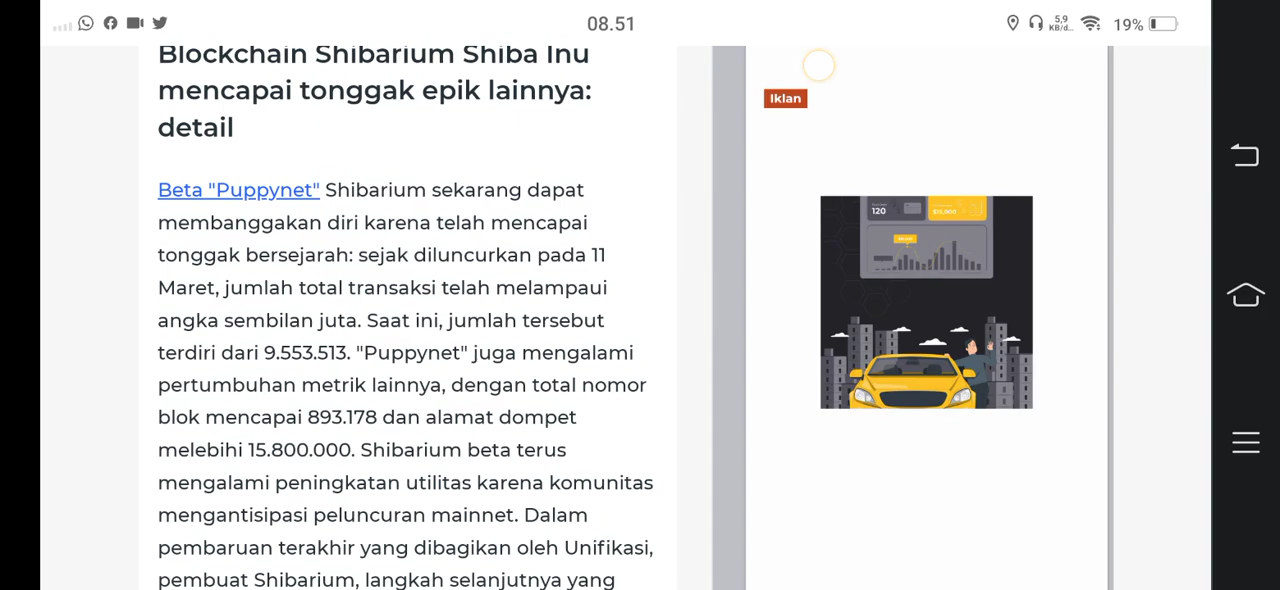 08.51
5,9
KB/d...
19%
Blockchain Shibarium Shiba Inu
mencapai tonggak epik lainnya:
detail
Beta "Puppynet" Shibarium sekarang dapat
membanggakan diri karena telah mencapai
tonggak bersejarah: sejak diluncurkan pada 11
Maret, jumlah total transaksi telah melampaui
angka sembilan juta. Saat ini, jumlah tersebut
terdiri dari 9.553.513. "Puppynet" juga mengalami
pertumbuhan metrik lainnya, dengan total nomor
blok mencapai 893.178 dan alamat dompet
melebihi 15.800.000. Shibarium beta terus
mengalami peningkatan utilitas karena komunitas
mengantisipasi peluncuran mainnet. Dalam
pembaruan terakhir yang dibagikan oleh Unifikasi,
pembuat Shibarium, langkah selanjutnya yang
Iklan
120